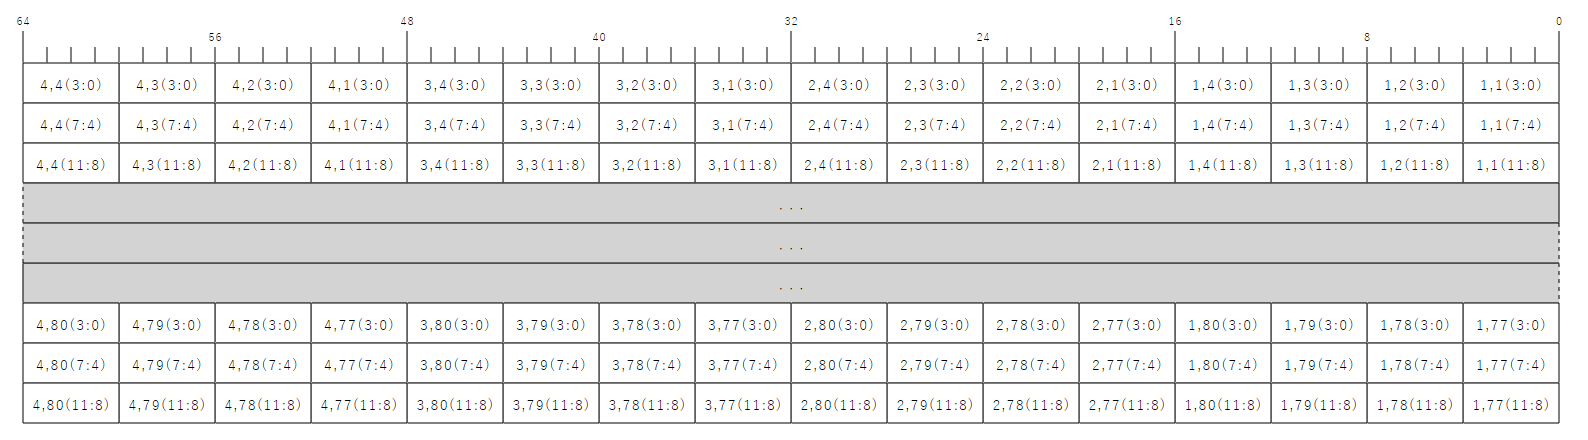 64 48 32 16 0
56 40 24 8
4,4(3:0) 4,3(3:0) 4,2(3:0) 4,1(3:0) 3,4(3:0) 3,3(3:0) 3,2(3:0) 3,1(3:0) 2,4(3:0) 2,3(3:0) 2,2(3:0) 2,1(3:0) 1,4(3:0) 1,3(3:0) 1,2(3:0) 1,1(3:0)
4,4(7:4) 4,3(7:4) 4,2(7:4) 4,1(7:4) 3,4(7:4) 3,3(7:4) 3,2(7:4) 3,1(7:4) 2,4(7:4) 2,3(7:4) 2,2(7:4) 2,1(7:4) 1,4(7:4) 1,3(7:4) 1,2(7:4) 1,1(7:4)
4,4(11:8) 4,3(11:8) 4,2(11:8) 4,1(11:8) 3,4(11:8) 3,3(11:8) 3,2(11:8) 3,1(11:8) 2,4(11:8) 2,3(11:8) 2,2(11:8) 2,1(11:8) 1,4(11:8) 1,3(11:8) 1,2(11:8) 1,1(11:8)
...
...
...
4,80(3:0) 4,79(3:0) 4,78(3:0) 4,77(3:0) 3,80(3:0) 3,79(3:0) 3,78(3:0) 3,77(3:0) 2,80(3:0) 2,79(3:0) 2,78(3:0) 2,77(3:0) 1,80(3:0) 1,79(3:0) 1,78(3:0) 1,77(3:0)
4,80(7:4) 4,79(7:4) 4,78(7:4) 4,77(7:4) 3,80(7:4) 3,79(7:4) 3,78(7:4) 3,77(7:4) 2,80(7:4) 2,79(7:4) 2,78(7:4) 2,77(7:4) 1,80(7:4) 1,79(7:4) 1,78(7:4) 1,77(7:4)
4,80(11:8) 4,79(11:8) 4,78(11:8) 4,77(11:8) 3,80(11:8) 3,79(11:8) 3,78(11:8) 3,77(11:8) 2,80(11:8) 2,79(11:8) 2,78(11:8) 2,77(11:8) 1,80(11:8) 1,79(11:8) 1,78(11:8) 1,77(11:8)